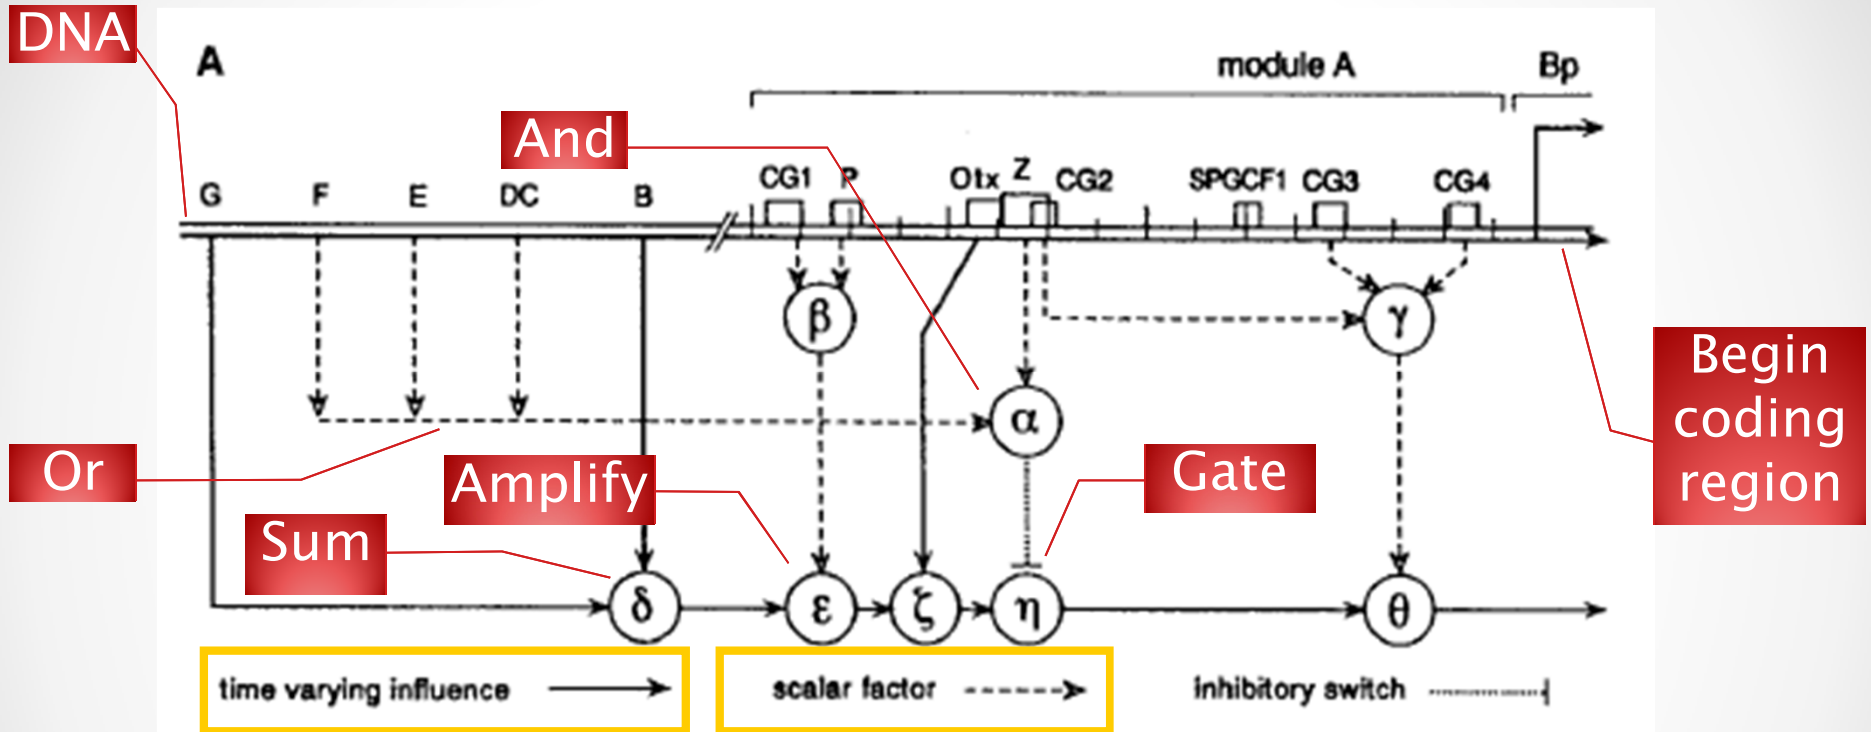 DNA
A
module A
Bp
And
G F E DC B CG1 P Otx Z CG2 SPGCF1 CG3 CG4
β
γ
Begin
coding
region
α
Or
Amplify
Gate
Sum
δ ε ζ η θ
time varying influence
scalar factor
inhibitory switch